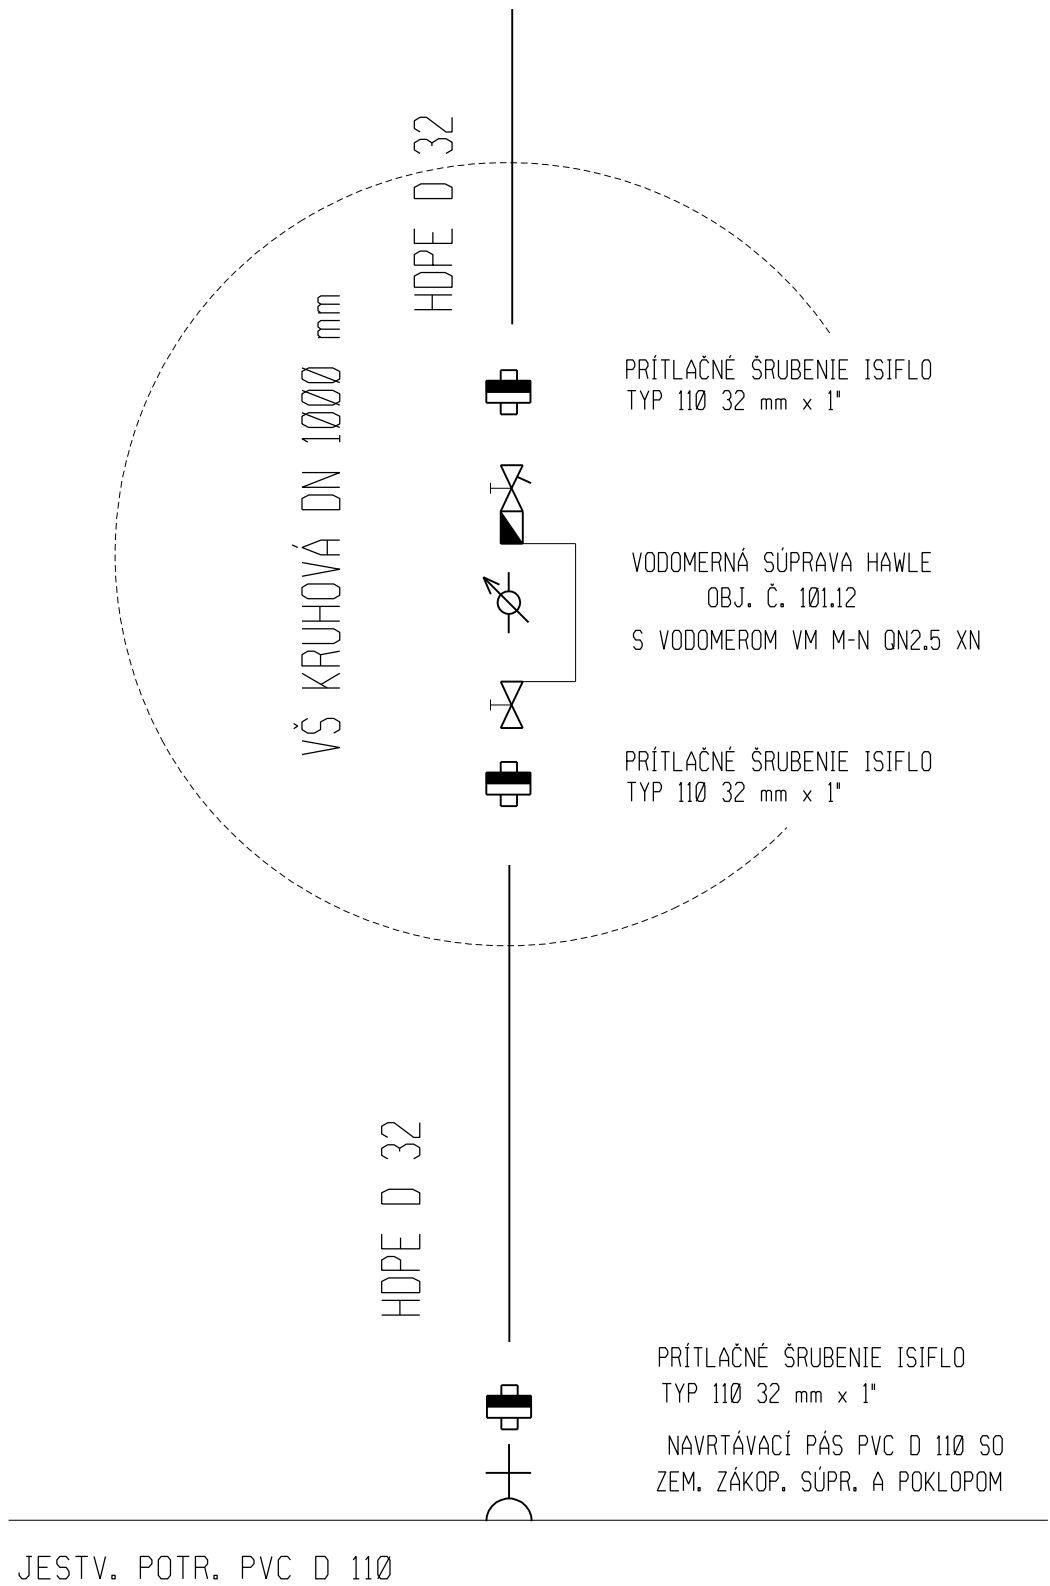 HDPE D 32
VŠ KRUHOVÁ DN 1000 mm
PRÍTLAČNÉ ŠRUBENIE ISIFLO
TYP 110 32 mm x 1"
VODOMERNÁ SÚPRAVA HAWLE
OBJ. Č. 101.12
S VODOMEROM VM M-N QN2.5 XN
PRÍTLAČNÉ ŠRUBENIE ISIFLO
TYP 110 32 mm x 1"
HDPE D 32
PRÍTLAČNÉ ŠRUBENIE ISIFLO
TYP 110 32 mm x 1"
NAVRTÁVACÍ PÁS PVC D 110 SO
ZEM. ZÁKOP. SÚPR. A POKLOPOM
JESTV. POTR. PVC D 110